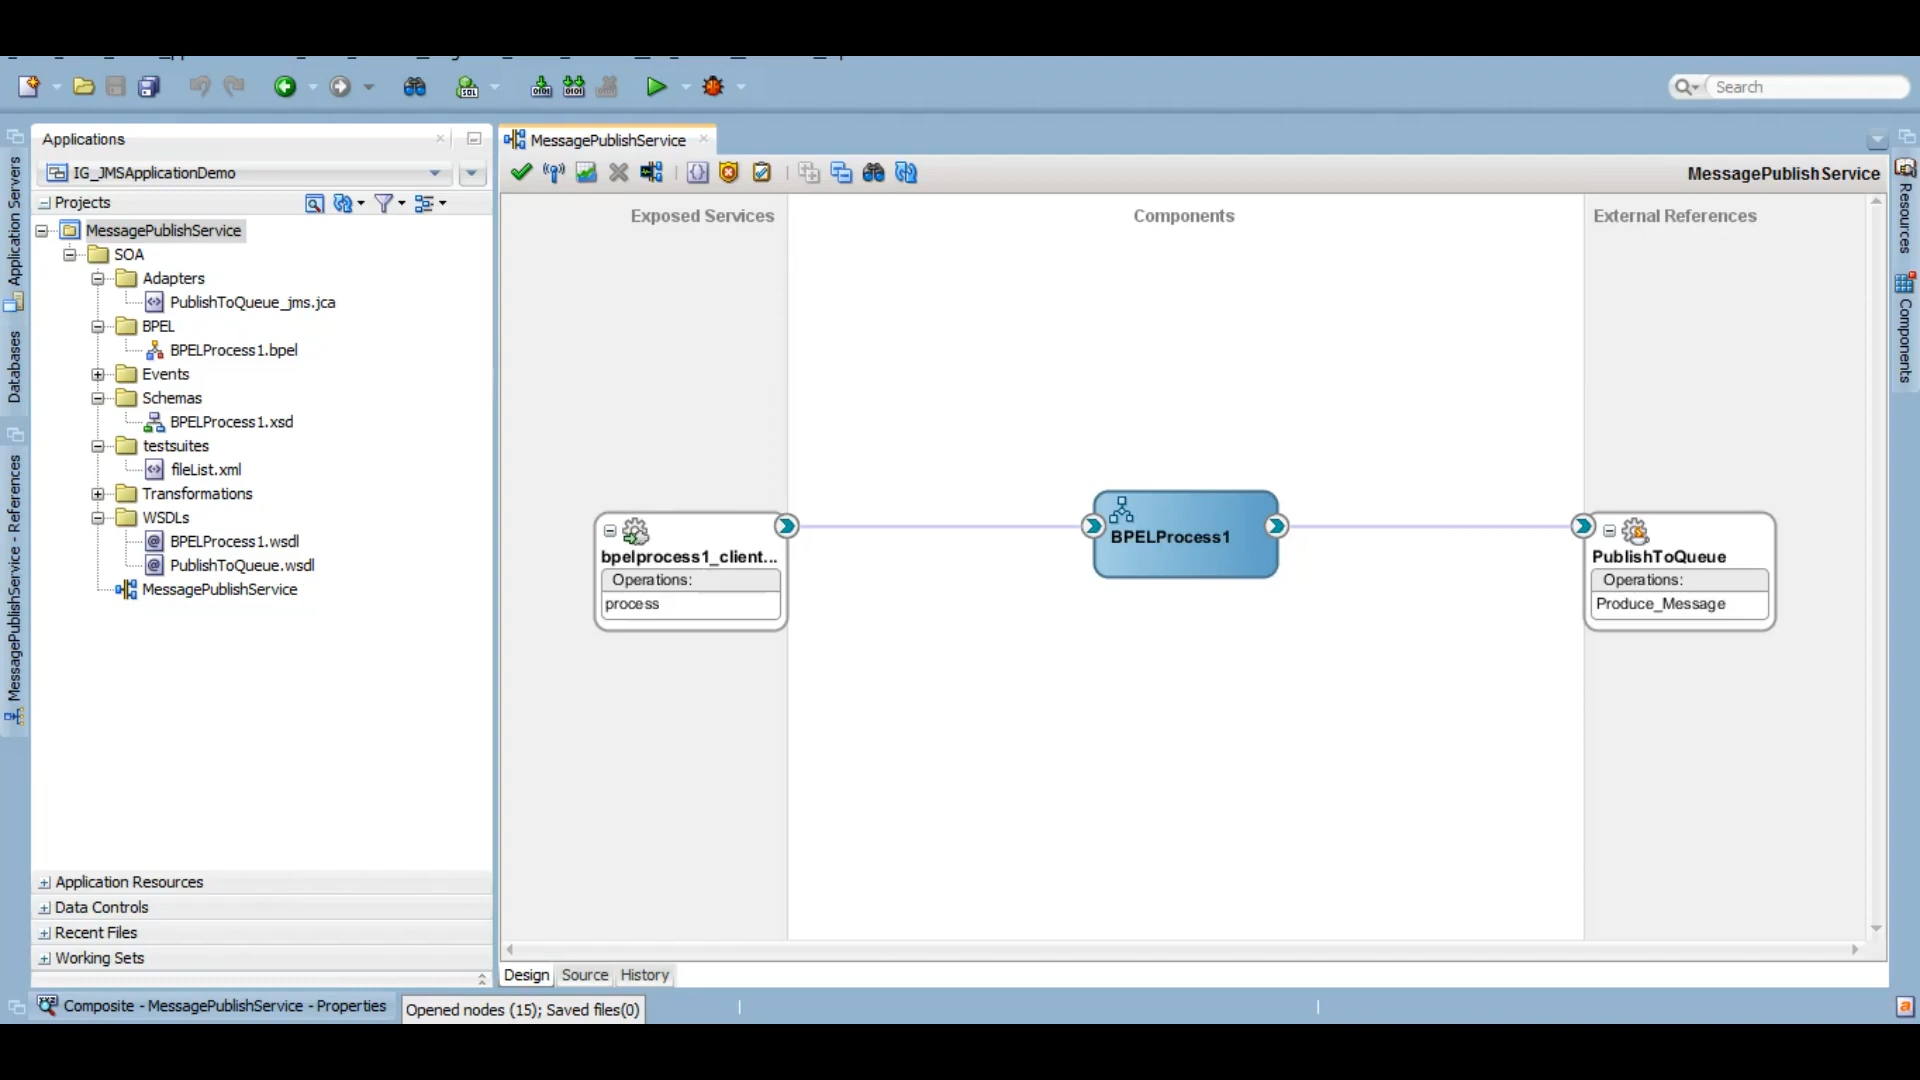 Search
Applications
MessagePublishService
IG_JMSApplicationDemo
MessagePublishService
Projects
Exposed Services
Components
External References
MessagePublishService
SOA
Adapters
PublishToQueue_jms.jca
BPEL
BPELProcess1.bpel
Events
Schemas
BPELProcess1.xsd
testsuites
fileList.xml
Transformations
WSDLs
BPELProcess1.wsdl
PublishToQueue.wsdl
MessagePublishService
bpelprocess1_client...
Operations:
process
BPELProcess1
PublishToQueue
Operations:
Produce_Message
Application Resources
Data Controls
Recent Files
Working Sets
Design
Source
History
Composite - MessagePublishService - Properties
Opened nodes (15); Saved files(0)
Application Servers
Databases
MessagePublishService - References
Resources
Components